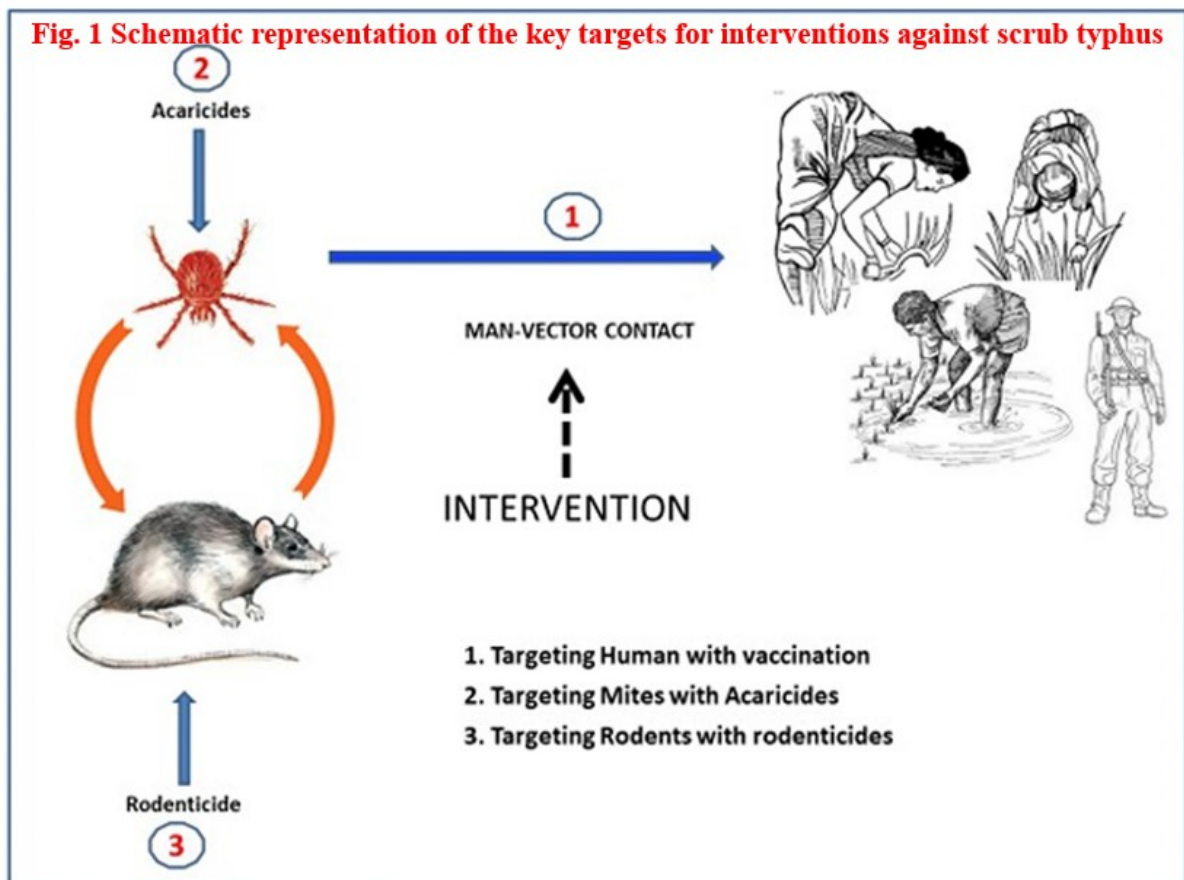 Fig. 1 Schematic representation of the key targets for interventions against scrub typhus
2
Acaricides
1
MAN-VECTOR CONTACT
INTERVENTION
1. Targeting Human with vaccination
2. Targeting Mites with Acaricides
3. Targeting Rodents with rodenticides
Rodenticide
3